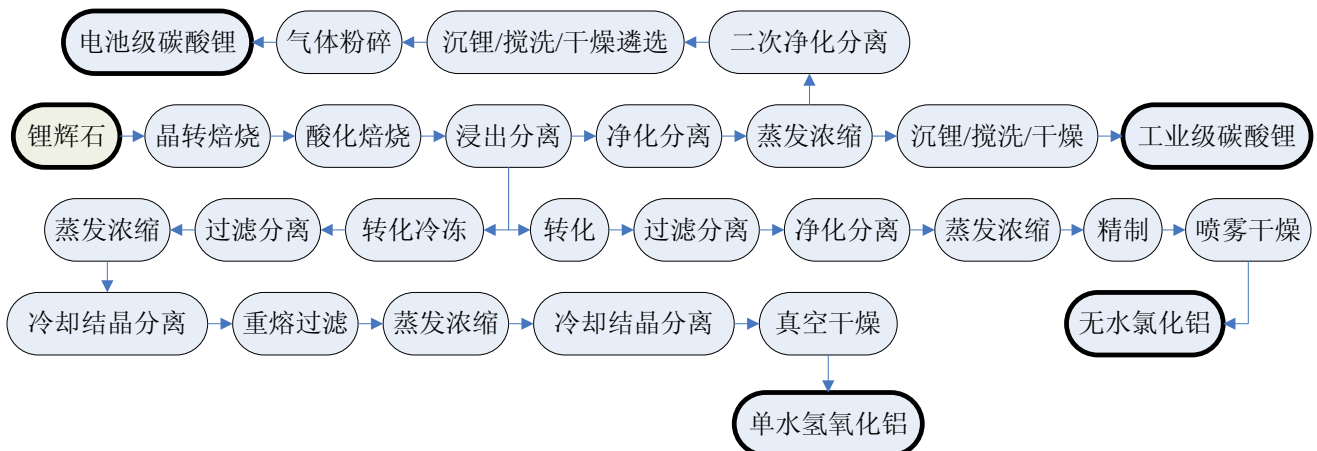 电池级碳酸锂
气体粉碎
沉锂/搅洗/干燥遴选
二次净化分离
锂辉石
晶转焙烧
酸化焙烧
浸出分离
净化分离
蒸发浓缩
沉锂/搅洗/干燥
工业级碳酸锂
蒸发浓缩
过滤分离
转化冷冻
转化
过滤分离
净化分离
蒸发浓缩
精制
喷雾干燥
冷却结晶分离
重熔过滤
蒸发浓缩
冷却结晶分离
真空干燥
无水氯化铝
单水氢氧化铝